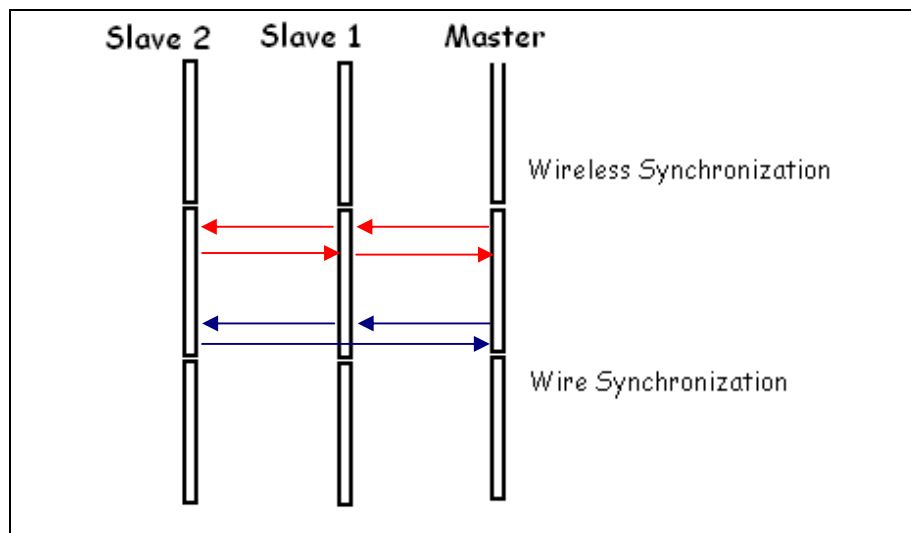 Slave 2 Slave 1 Master
Wireless Synchronization
Wire Synchronization